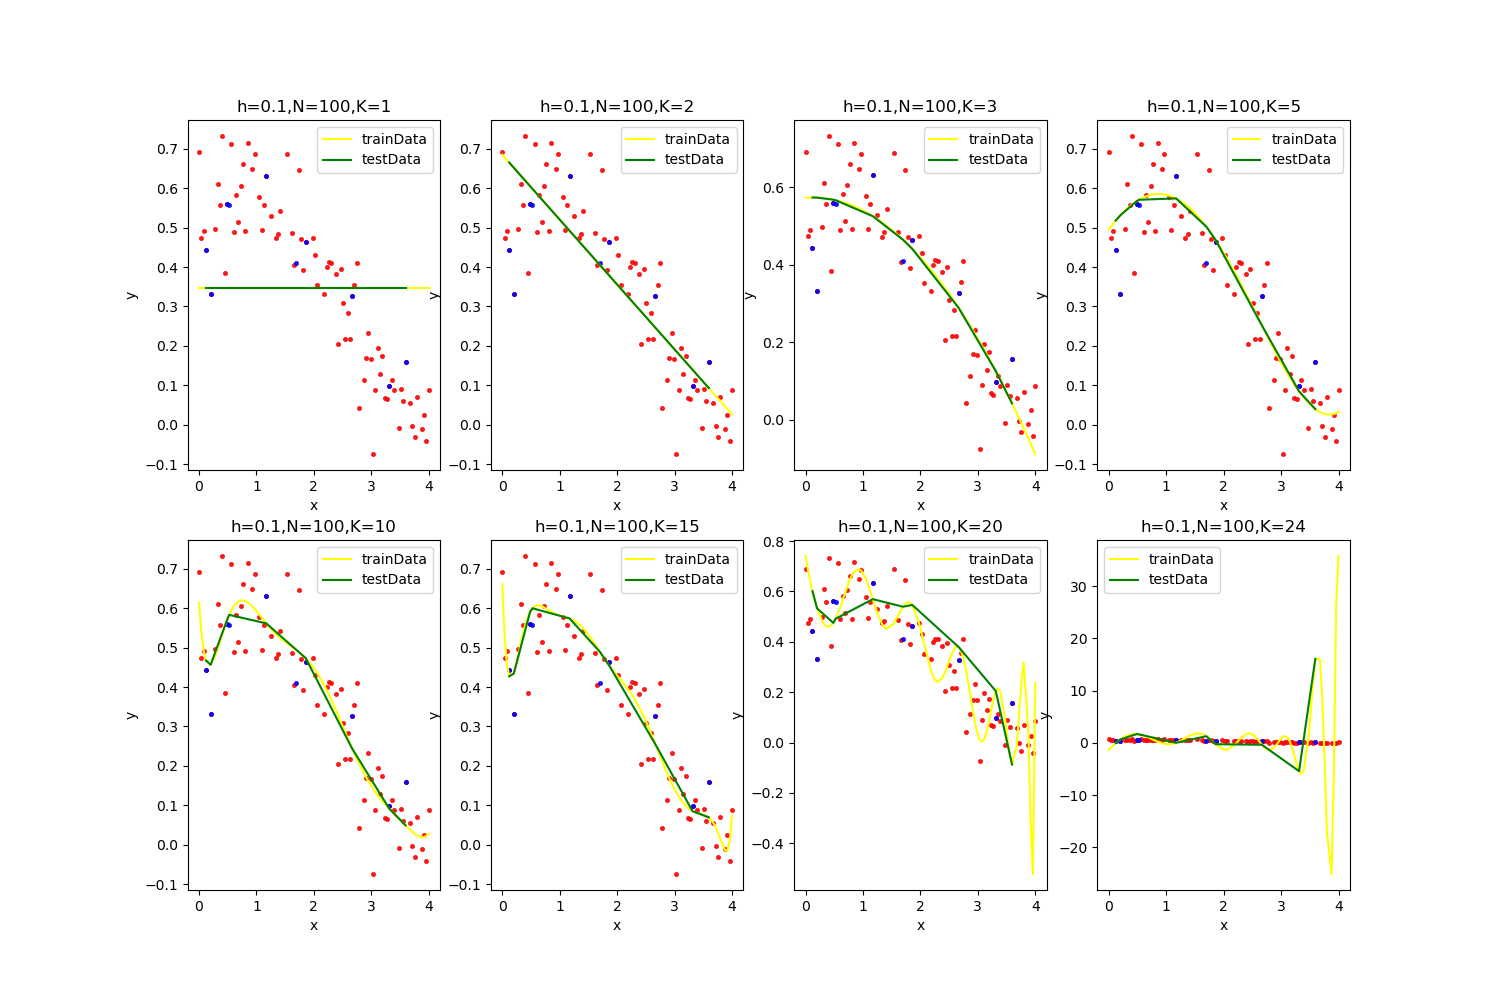 h=0.1,N=100,K=1
trainData
testData
0.7
0.6
0.5
0.4
0.3
0.2
0.1
0.0
−0.1
y
0 1 2 3 4
x
h=0.1,N=100,K=2
trainData
testData
0.7
0.6
0.5
0.4
0.3
0.2
0.1
0.0
−0.1
y
0 1 2 3 4
x
h=0.1,N=100,K=3
trainData
testData
0.6
0.4
0.2
0.0
y
0 1 2 3 4
x
h=0.1,N=100,K=5
trainData
testData
0.7
0.6
0.5
0.4
0.3
0.2
0.1
0.0
−0.1
y
0 1 2 3 4
x
h=0.1,N=100,K=10
trainData
testData
0.7
0.6
0.5
0.4
0.3
0.2
0.1
0.0
−0.1
y
0 1 2 3 4
x
h=0.1,N=100,K=15
trainData
testData
0.7
0.6
0.5
0.4
0.3
0.2
0.1
0.0
−0.1
y
0 1 2 3 4
x
h=0.1,N=100,K=20
trainData
testData
0.8
0.6
0.4
0.2
0.0
−0.2
−0.4
y
0 1 2 3 4
x
h=0.1,N=100,K=24
trainData
testData
30
20
10
0
−10
−20
y
0 1 2 3 4
x